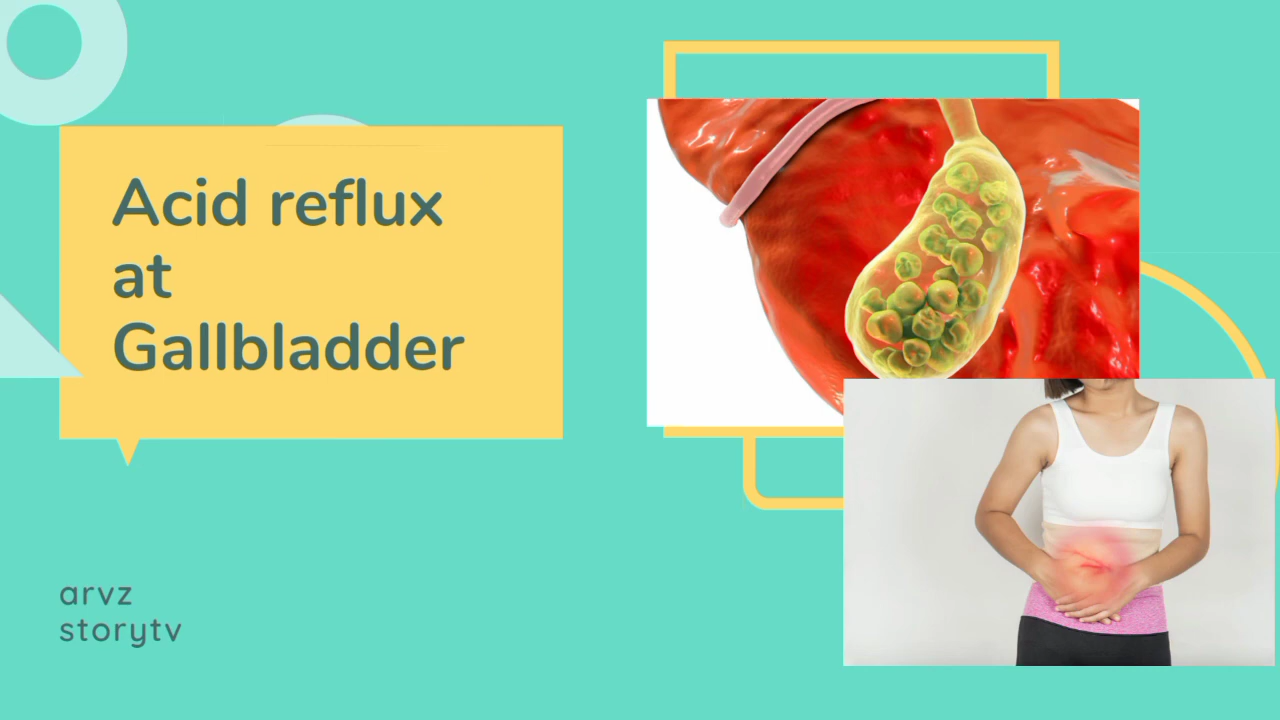 Acid reflux
at
Gallbladder
arvz
storytv